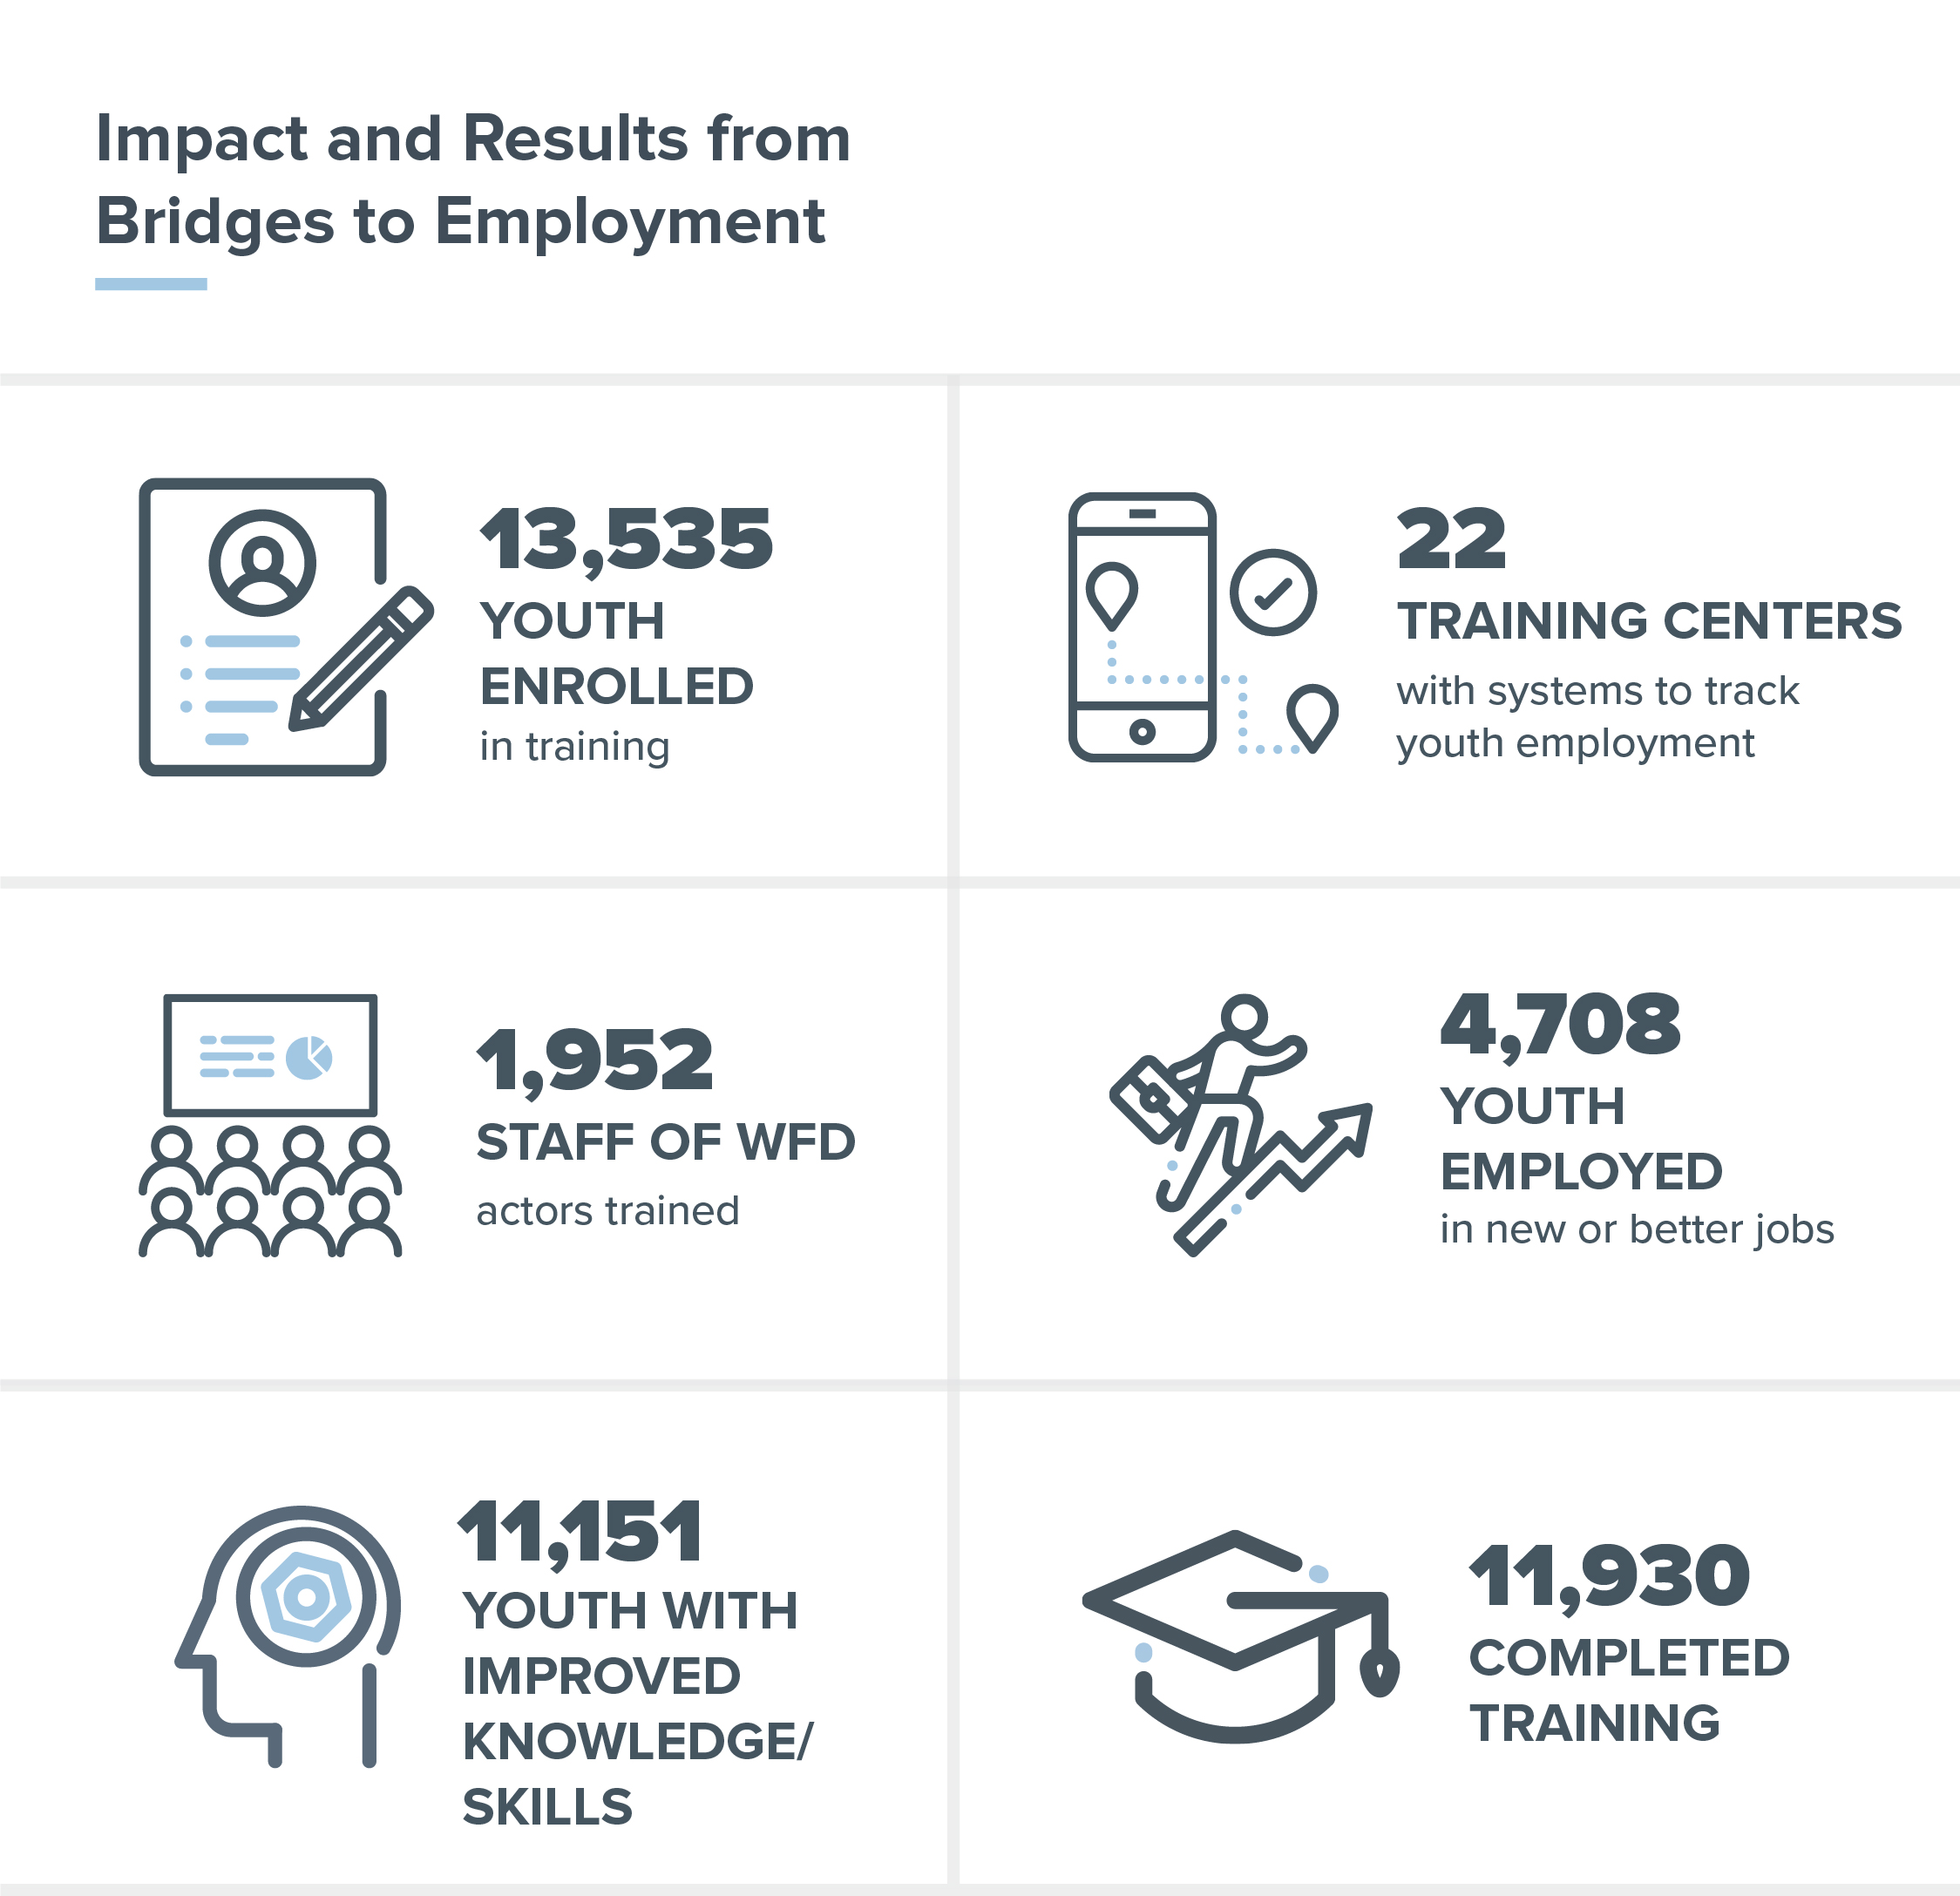 Impact and Results from
Bridges to Employment
13,535
YOUTH
ENROLLED
in training
22
TRAINING CENTERS
with systems to track
youth employment
1,952
STAFF OF WFD
actors trained
4,708
YOUTH
EMPLOYED
in new or better jobs
11,151
YOUTH WITH
IMPROVED
KNOWLEDGE/
SKILLS
11,930
COMPLETED
TRAINING